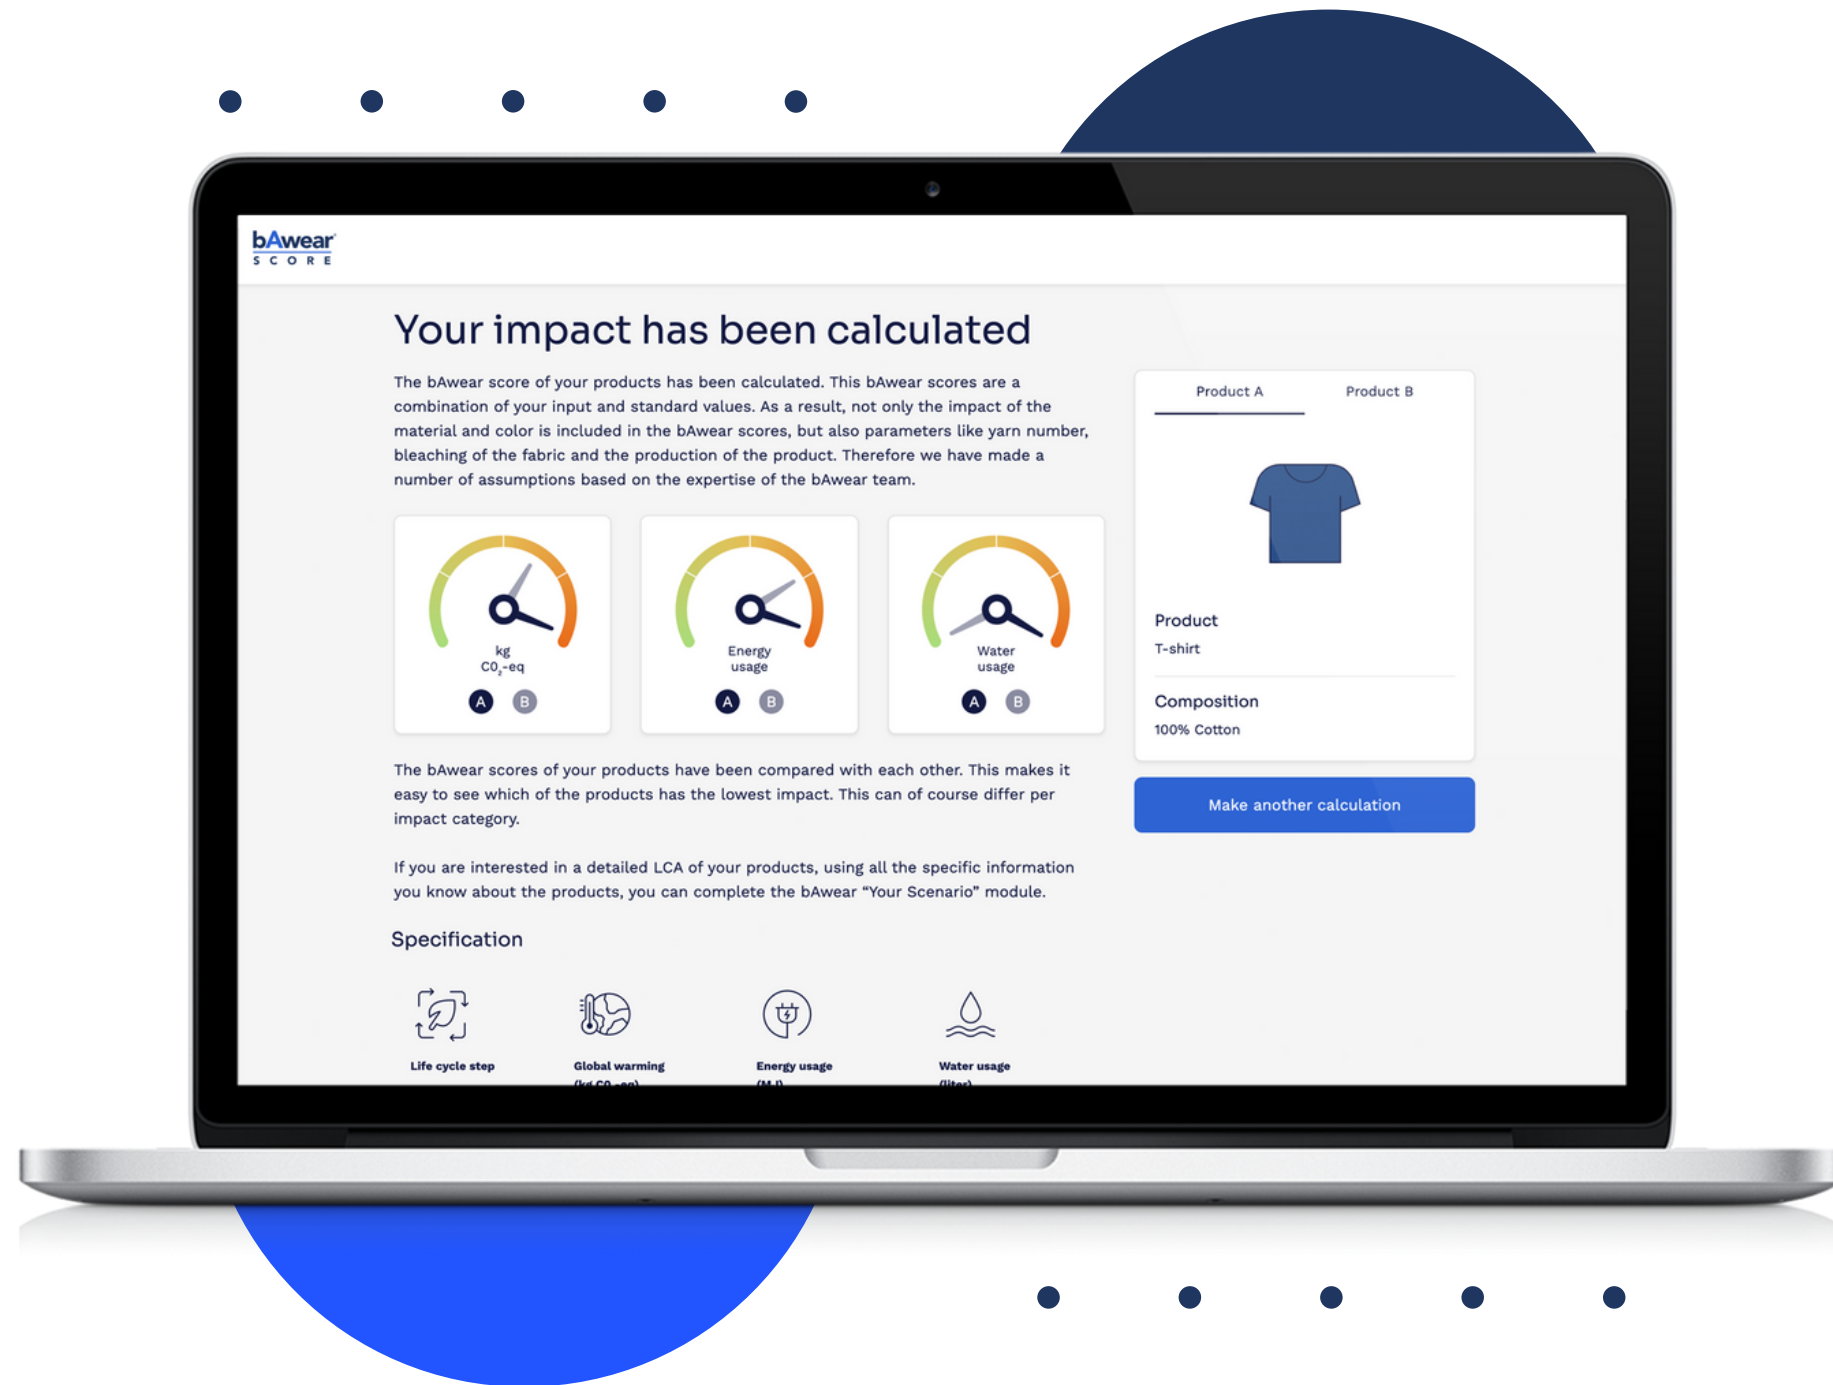 bAwear
SCORE
Your impact has been calculated
The bAwear score of your products has been calculated. This bAwear scores are a
combination of your input and standard values. As a result, not only the impact of the
material and color is included in the bAwear scores, but also parameters like yarn number,
bleaching of the fabric and the production of the product. Therefore we have made a
number of assumptions based on the expertise of the bAwear team.
kg
C0₂-eq
A B
Energy
usage
A B
Water
usage
A B
The bAwear scores of your products have been compared with each other. This makes it
easy to see which of the products has the lowest impact. This can of course differ per
impact category.
If you are interested in a detailed LCA of your products, using all the specific information
you know about the products, you can complete the bAwear “Your Scenario” module.
Specification
Life cycle step
Global warming
(kg C0₂-eq)
Energy usage
(MJ)
Water usage
(liter)
Product A
Product B
Product
T-shirt
Composition
100% Cotton
Make another calculation